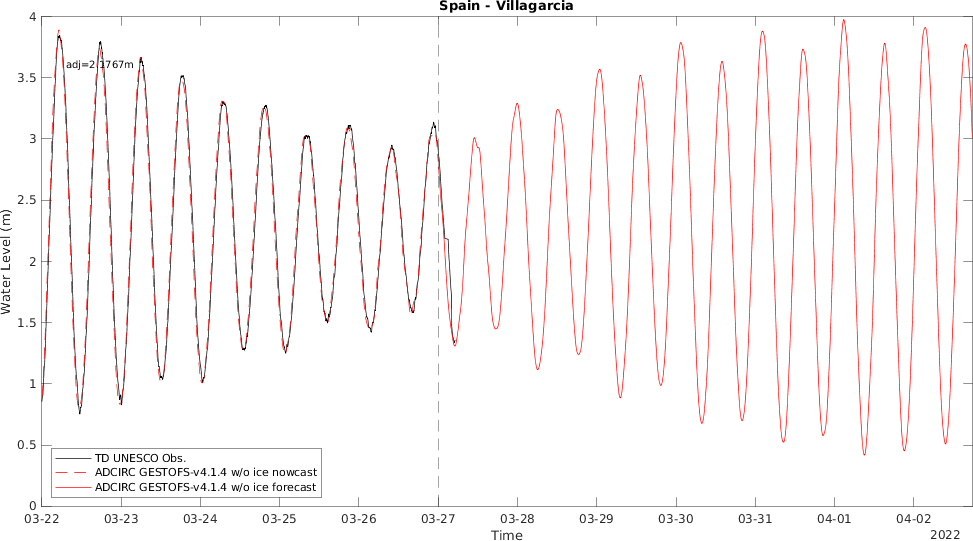 Spain - Villagarcia
4
3.5
3
2.5
2
1.5
1
0.5
0
Water Level (m)
adj=2.1767m
TD UNESCO Obs.
ADCIRC GESTOFS-v4.1.4 w/o ice nowcast
ADCIRC GESTOFS-v4.1.4 w/o ice forecast
03-22 03-23 03-24 03-25 03-26 03-27 03-28 03-29 03-30 03-31 04-01 04-02
Time
2022